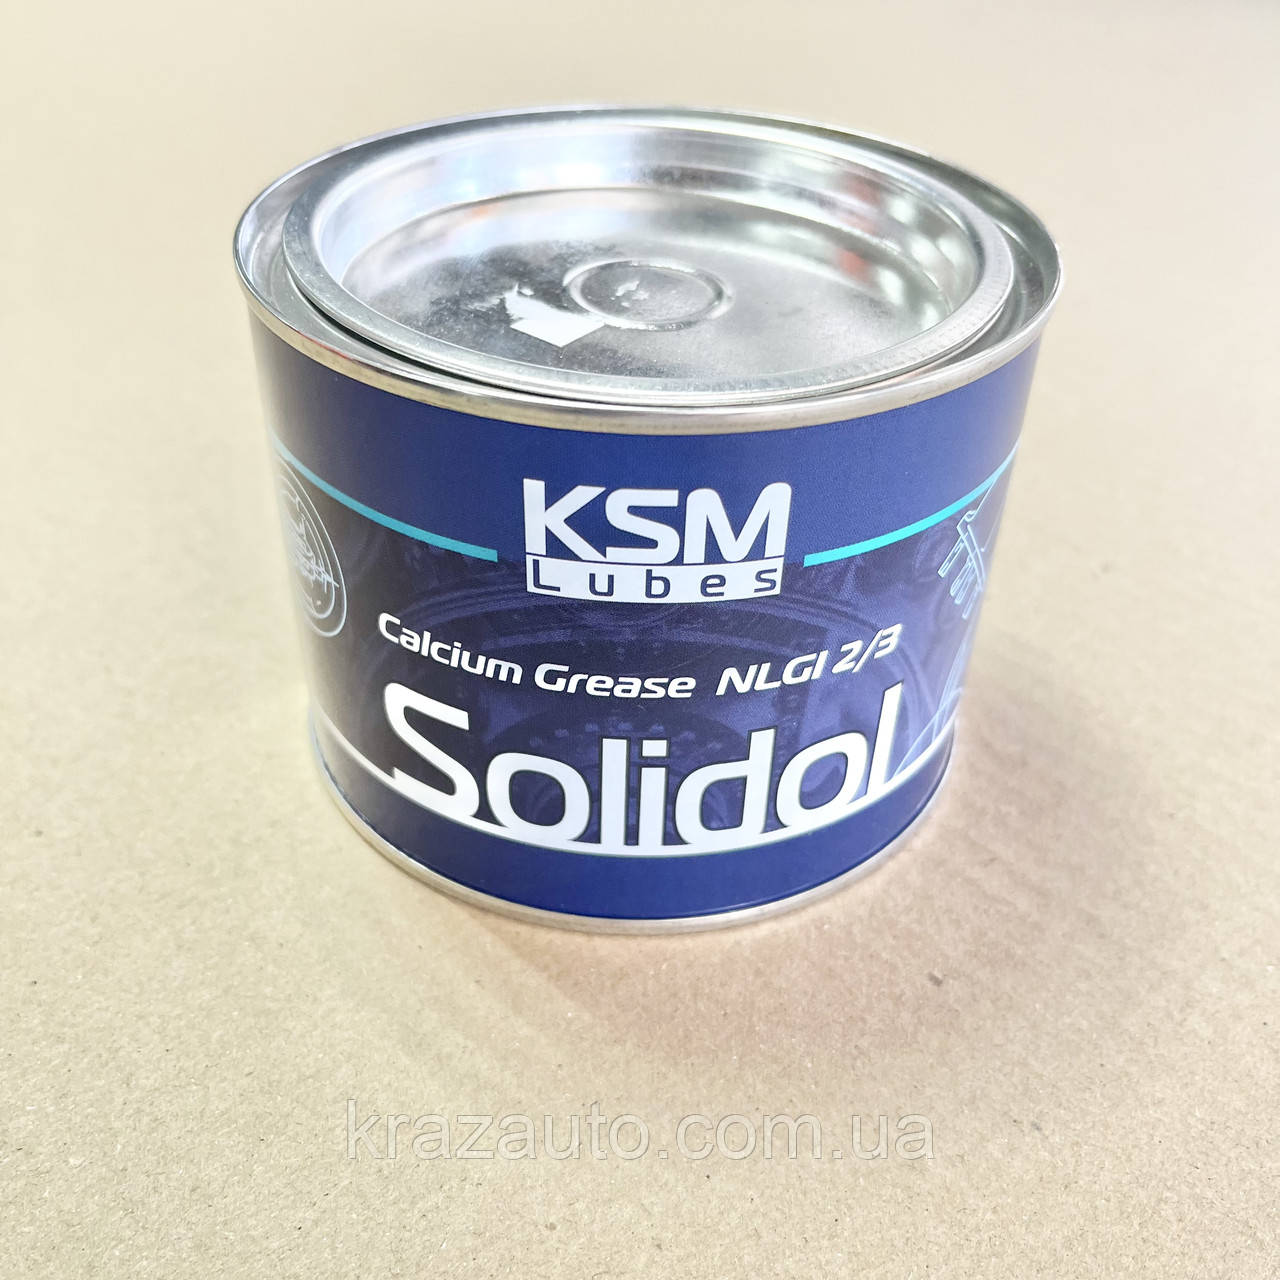 KSM
Lubes
Calcium Grease NLGI 2/3
Solidol
krazauto.com.ua